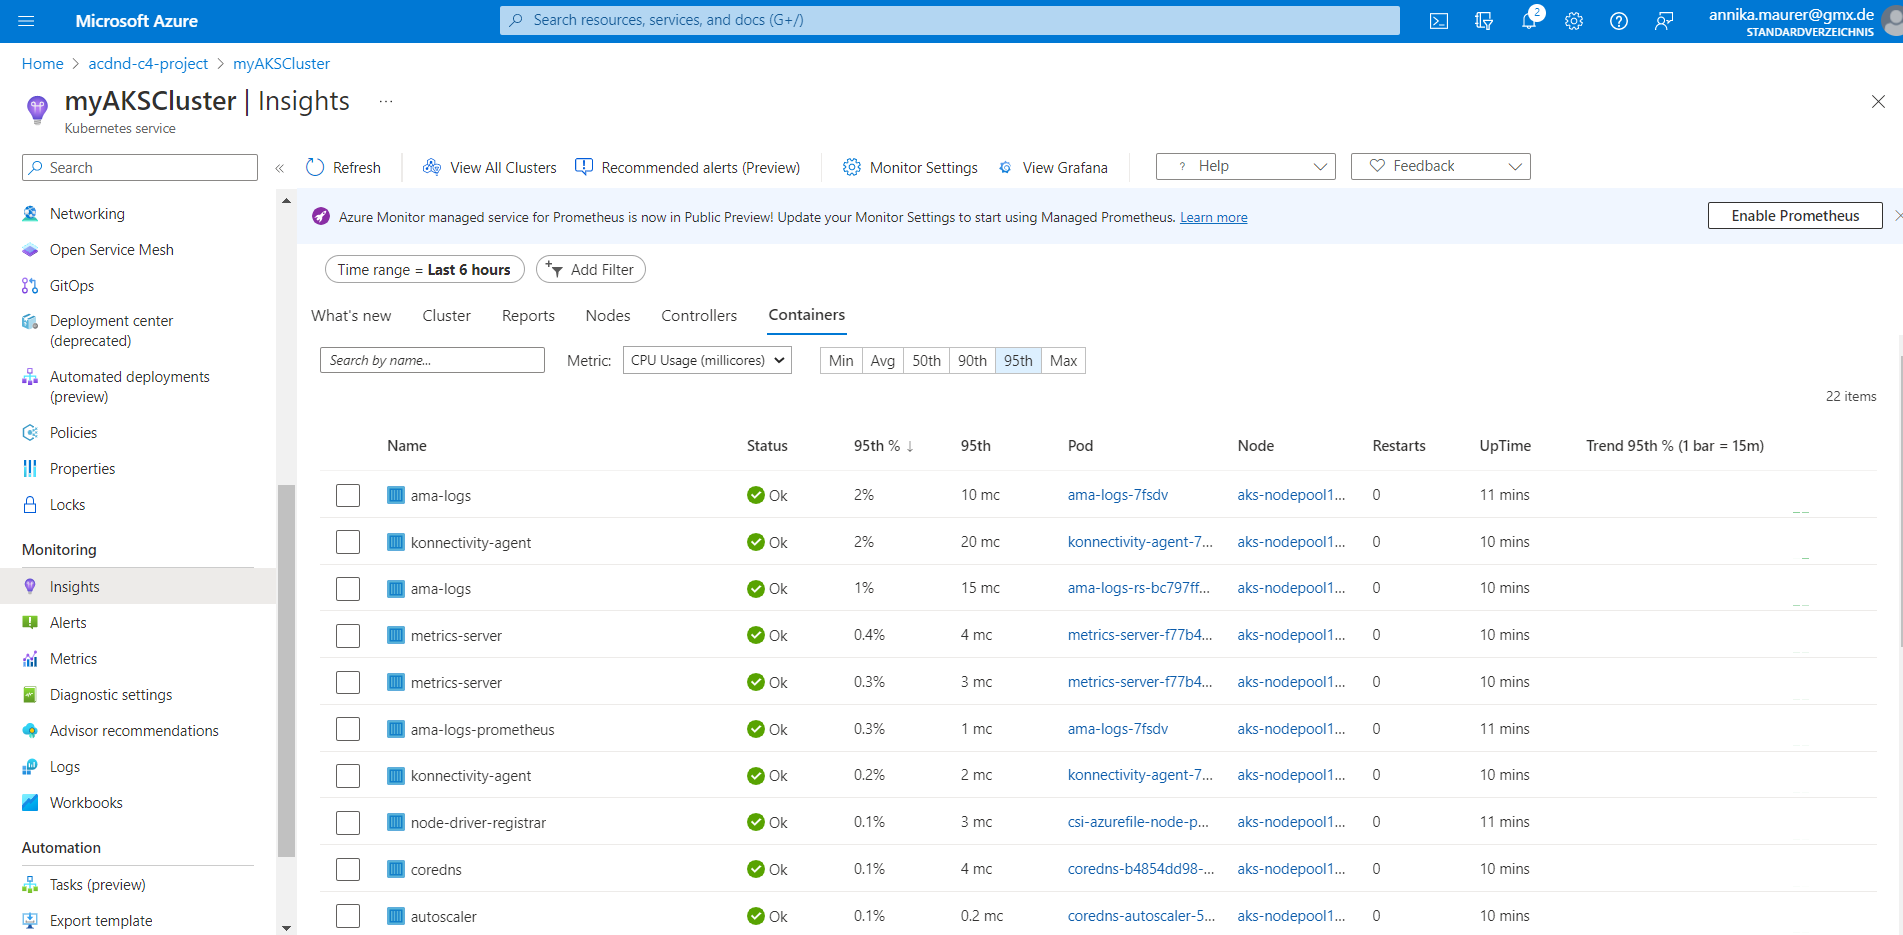 Microsoft Azure
Search resources, services, and docs (G+/)
2
annika.maurer@gmx.de
STANDARDVERZEICHNIS
Home > acdnd-c4-project > myAKSCluster
myAKSCluster | Insights ...
Kubernetes service
Search
«
Refresh
View All Clusters
Recommended alerts (Preview)
Monitor Settings
View Grafana
? Help
Feedback
Networking
Open Service Mesh
GitOps
Deployment center
(deprecated)
Automated deployments
(preview)
Policies
Properties
Locks
Monitoring
Insights
Alerts
Metrics
Diagnostic settings
Advisor recommendations
Logs
Workbooks
Automation
Tasks (preview)
Export template
Azure Monitor managed service for Prometheus is now in Public Preview! Update your Monitor Settings to start using Managed Prometheus. Learn more
Enable Prometheus
Time range = Last 6 hours
Add Filter
What's new Cluster Reports Nodes Controllers Containers
Search by name...
Metric: CPU Usage (millicores)
Min Avg 50th 90th 95th Max
22 items
Name Status 95th % ↓ 95th Pod Node Restarts UpTime Trend 95th % (1 bar = 15m)
ama-logs Ok 2% 10 mc ama-logs-7fsdv aks-nodepool1... 0 11 mins
konnectivity-agent Ok 2% 20 mc konnectivity-agent-7... aks-nodepool1... 0 10 mins
ama-logs Ok 1% 15 mc ama-logs-rs-bc797ff... aks-nodepool1... 0 10 mins
metrics-server Ok 0.4% 4 mc metrics-server-f77b4... aks-nodepool1... 0 10 mins
metrics-server Ok 0.3% 3 mc metrics-server-f77b4... aks-nodepool1... 0 10 mins
ama-logs-prometheus Ok 0.3% 1 mc ama-logs-7fsdv aks-nodepool1... 0 11 mins
konnectivity-agent Ok 0.2% 2 mc konnectivity-agent-7... aks-nodepool1... 0 10 mins
node-driver-registrar Ok 0.1% 3 mc csi-azurefile-node-p... aks-nodepool1... 0 11 mins
coredns Ok 0.1% 4 mc coredns-b4854dd98-... aks-nodepool1... 0 10 mins
autoscaler Ok 0.1% 0.2 mc coredns-autoscaler-5... aks-nodepool1... 0 10 mins